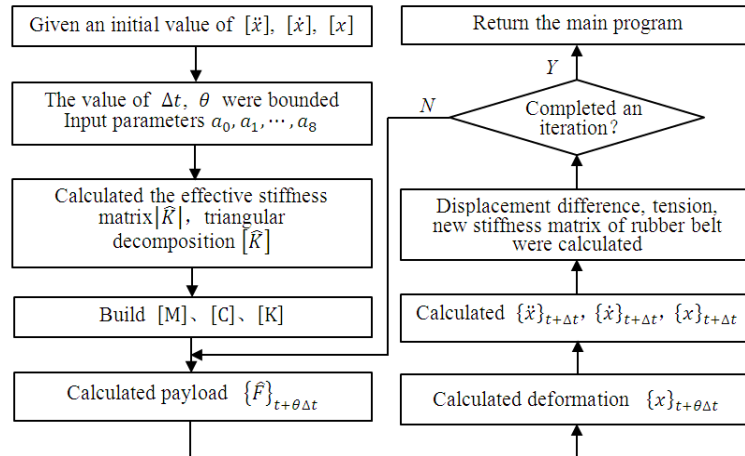 Given an initial value of [ẍ], [ẋ], [x]
The value of Δt, θ were bounded
Input parameters a₀, a₁, ⋯, a₈
Calculated the effective stiffness
matrix|K̂|, triangular
decomposition [K̂]
Build [M]、[C]、[K]
Calculated payload {F̂}ₜ₊θΔt
Return the main program
Y
N
Completed an
iteration?
Displacement difference, tension,
new stiffness matrix of rubber belt
were calculated
Calculated {ẍ}ₜ₊Δt, {ẋ}ₜ₊Δt, {x}ₜ₊Δt
Calculated deformation {x}ₜ₊θΔt